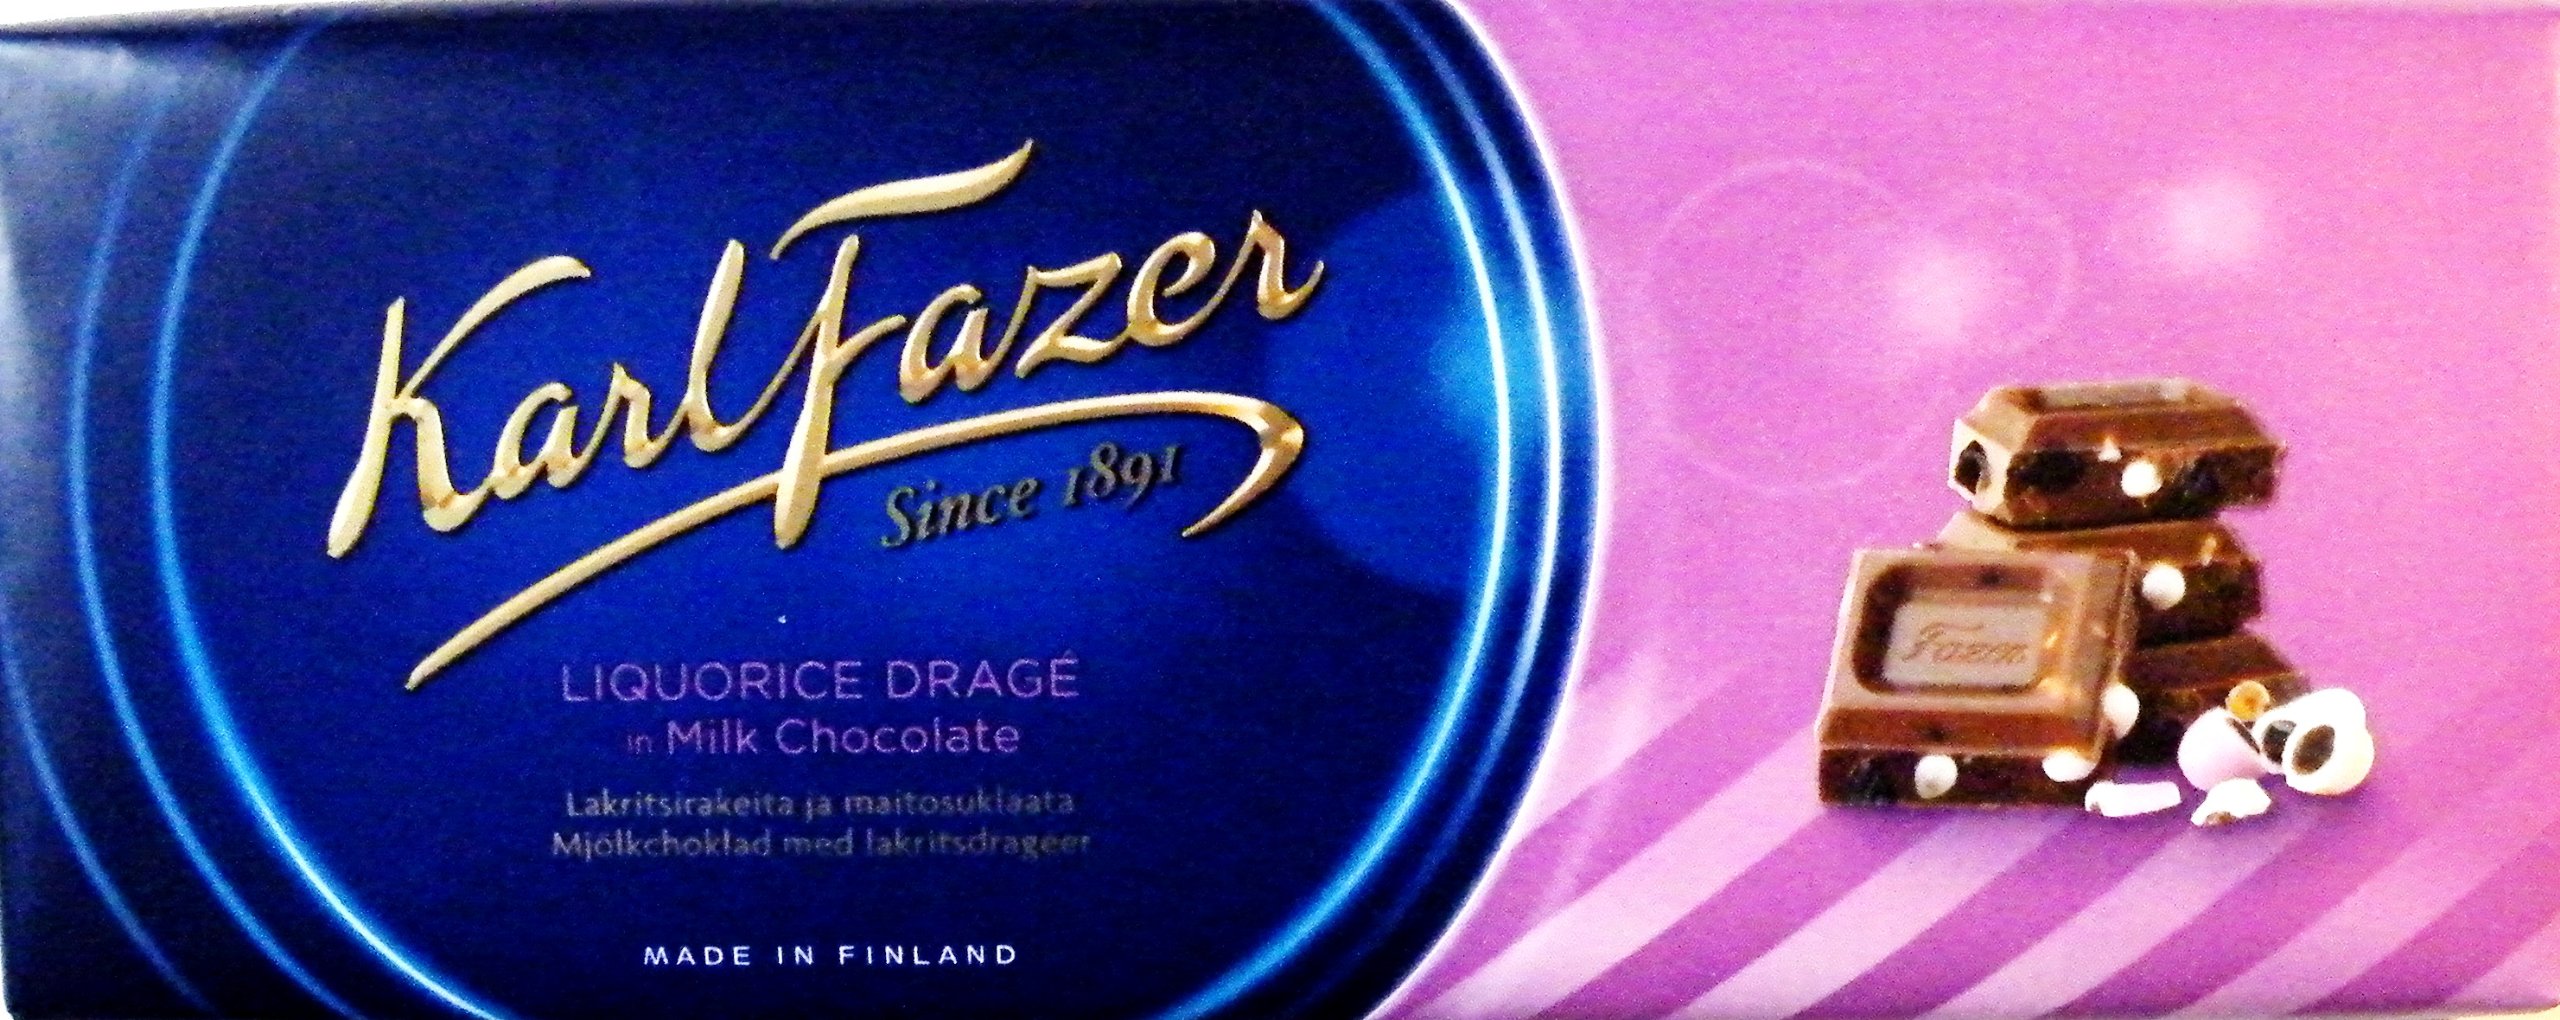 Karl Fazer
Since 1891
LIQUORICE DRAGÉ
in Milk Chocolate
Lakritsirakeita ja maitosuklaata
Mjölkchoklad med lakritsdrageer
MADE IN FINLAND
Fazer